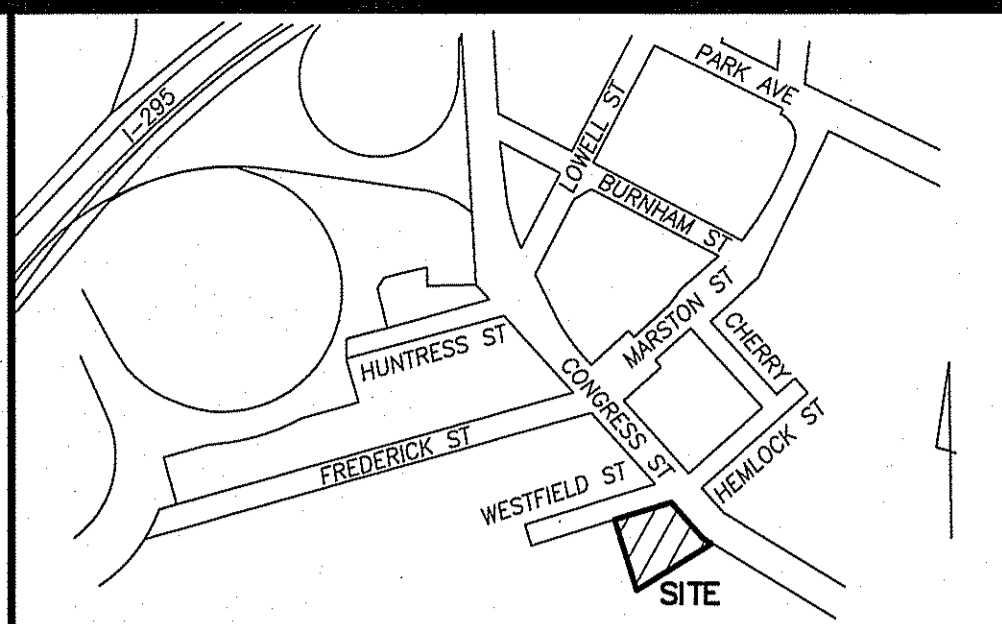 I-295
PARK AVE
LOWELL ST
BURNHAM ST
MARSTON ST
CHERRY
HUNTRESS ST
CONGRESS ST
HEMLOCK ST
FREDERICK ST
WESTFIELD ST
SITE